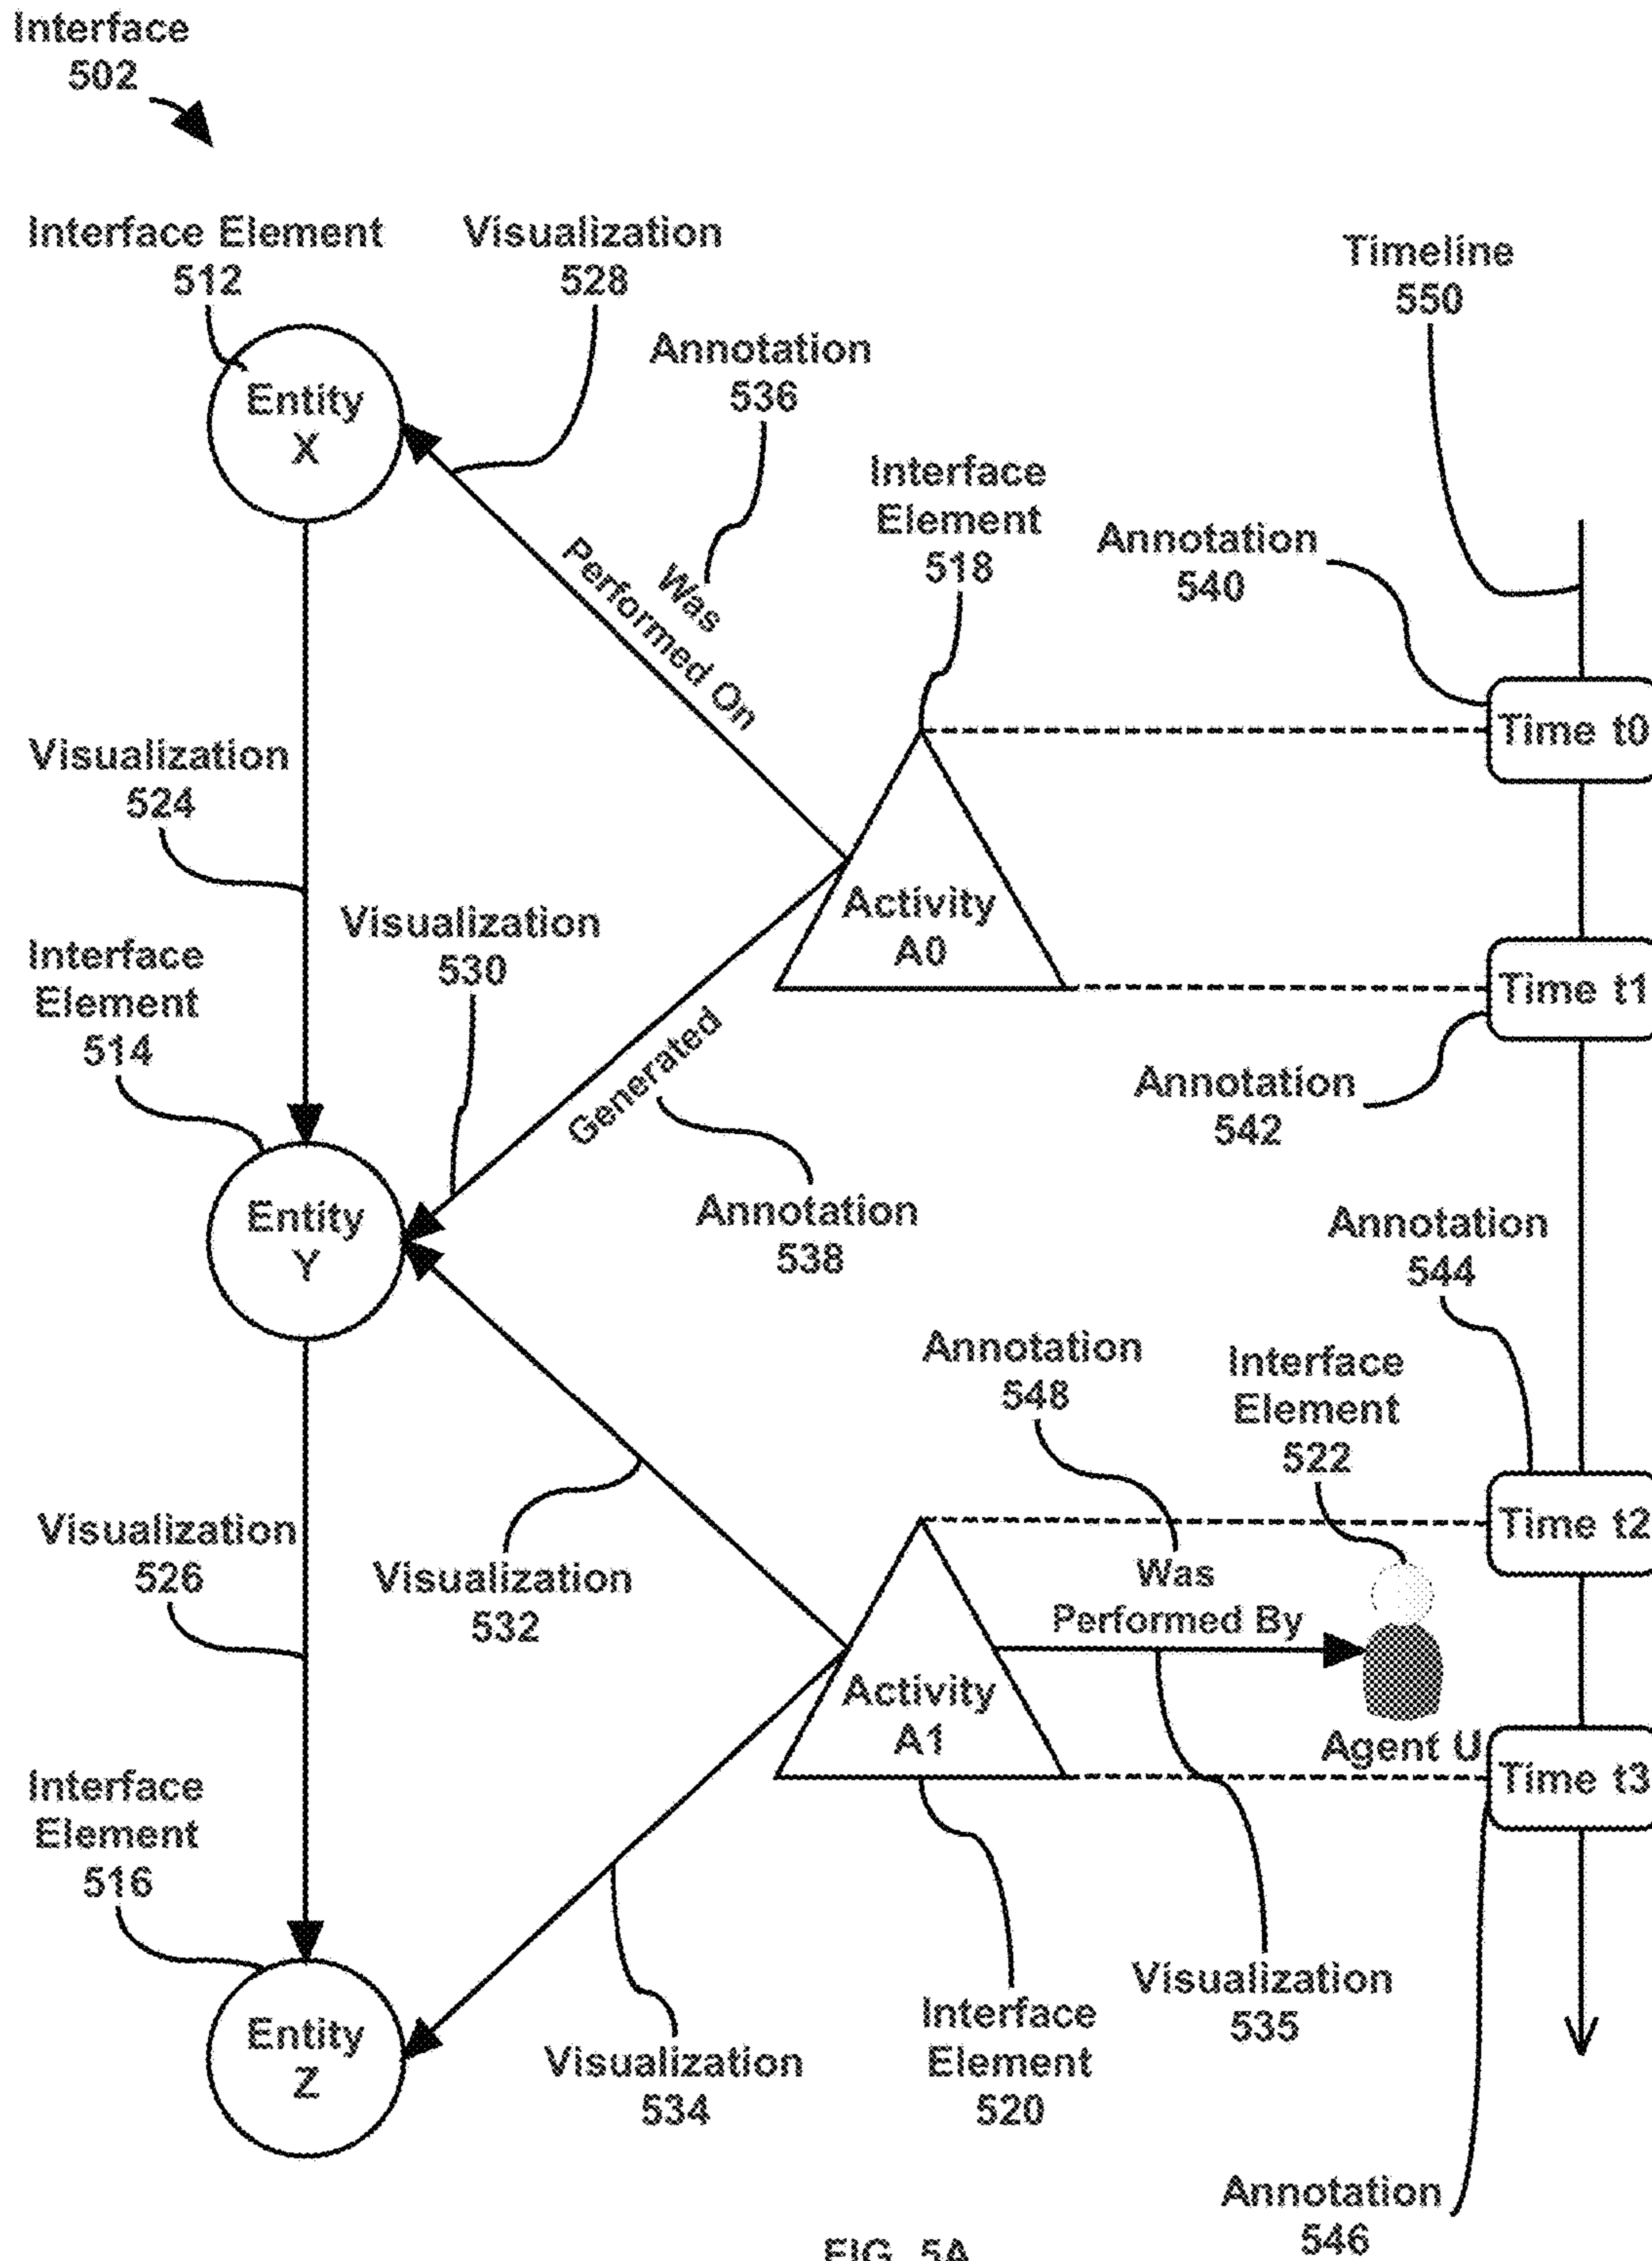 Interface
502
Interface Element
512
Visualization
528
Timeline
550
Annotation
536
Entity
X
Interface
Element
518
Annotation
540
Was
Performed On
Time t0
Visualization
524
Activity
A0
Visualization
530
Interface
Element
514
Time t1
Generated
Annotation
542
Annotation
538
Entity
Y
Annotation
544
Annotation
548
Interface
Element
522
Visualization
526
Visualization
532
Time t2
Was
Performed By
Activity
A1
Agent U
Time t3
Interface
Element
516
Visualization
535
Interface
Element
520
Entity
Z
Visualization
534
Annotation
546
FIG. 5A